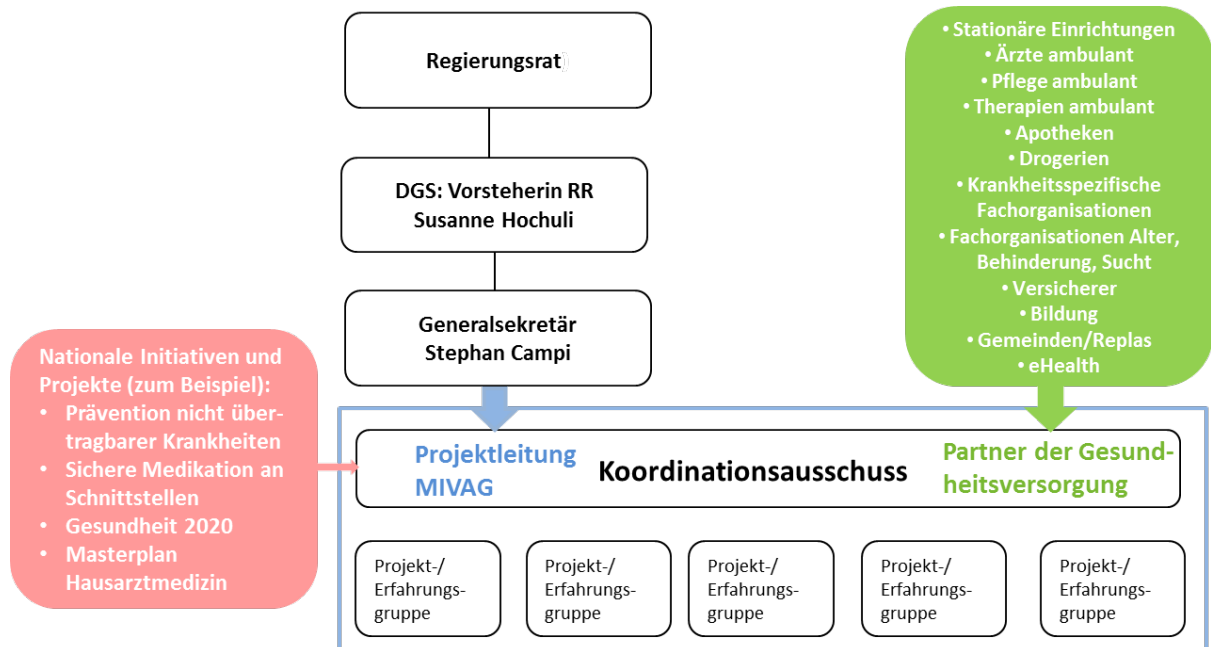 Regierungsrat
DGS: Vorsteherin RR
Susanne Hochuli
Generalsekretär
Stephan Campi
• Stationäre Einrichtungen
• Ärzte ambulant
• Pflege ambulant
• Therapien ambulant
• Apotheken
• Drogerien
• Krankheitsspezifische
Fachorganisationen
• Fachorganisationen Alter,
Behinderung, Sucht
• Versicherer
• Bildung
• Gemeinden/Replas
• eHealth
Nationale Initiativen und
Projekte (zum Beispiel):
• Prävention nicht über-
tragbarer Krankheiten
• Sichere Medikation an
Schnittstellen
• Gesundheit 2020
• Masterplan
Hausarztmedizin
Projektleitung
MIVAG
Koordinationsausschuss
Partner der Gesund-
heitsversorgung
Projekt-/
Erfahrungs-
gruppe
Projekt-/
Erfahrungs-
gruppe
Projekt-/
Erfahrungs-
gruppe
Projekt-/
Erfahrungs-
gruppe
Projekt-/
Erfahrungs-
gruppe